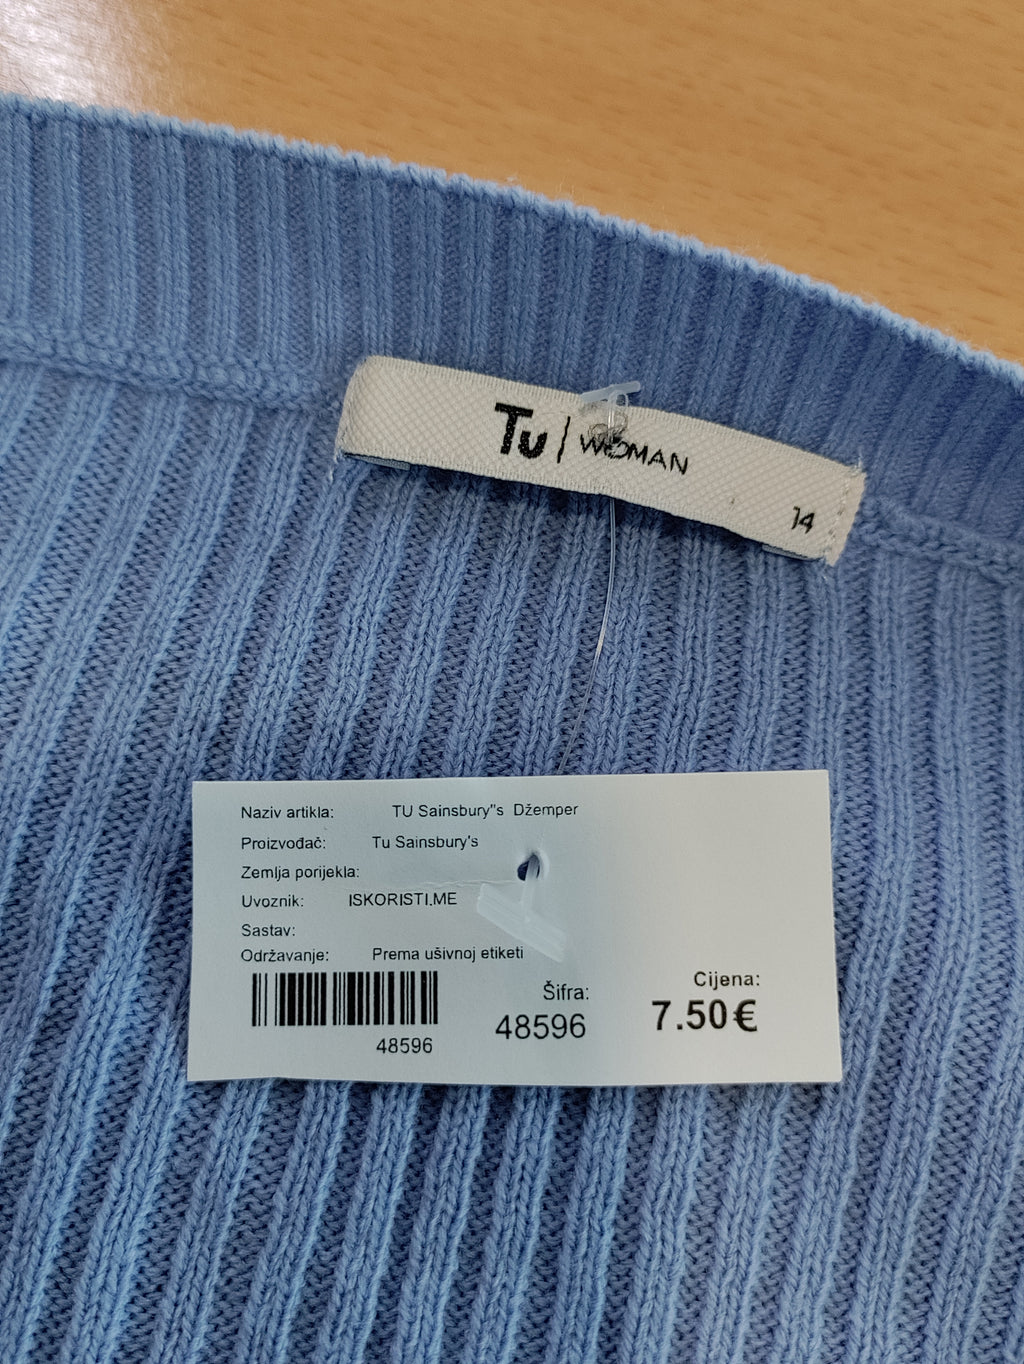 Tu | WOMAN
14
Naziv artikla: TU Sainsbury"s Džemper
Proizvođač: Tu Sainsbury's
Zemlja porijekla:
Uvoznik: ISKORISTI.ME
Sastav:
Održavanje: Prema ušivnoj etiketi
48596
Šifra:
48596
Cijena:
7.50€